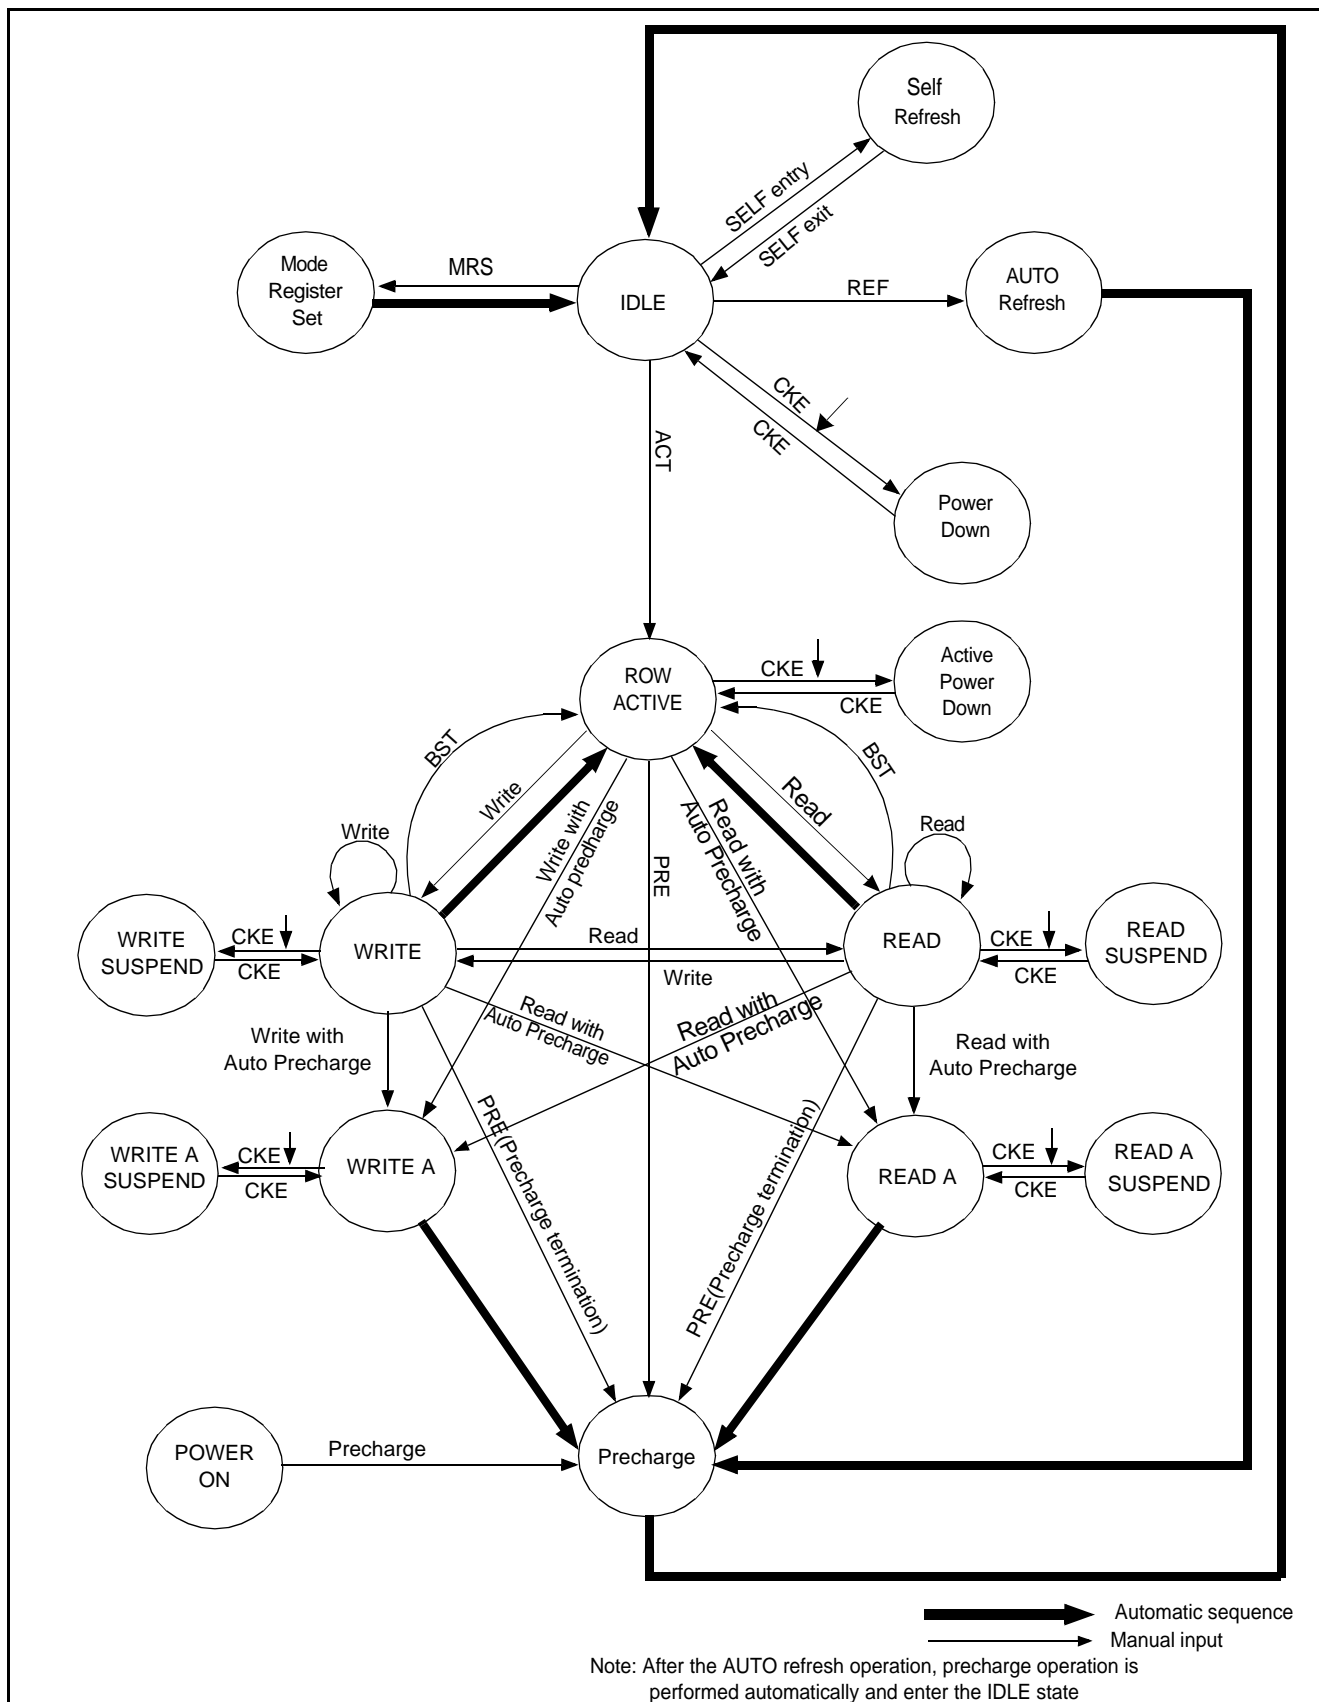 Self
Refresh
SELF entry
SELF exit
Mode
Register
Set
MRS
IDLE
REF
AUTO
Refresh
CKE
CKE
ACT
Power
Down
ROW
ACTIVE
CKE
CKE
Active
Power
Down
BST
Write
Write with
Auto predharge
PRE
Read with
Auto Precharge
Read
BST
Write
Read
WRITE
SUSPEND
CKE
CKE
WRITE
Read
Write
READ
CKE
CKE
READ
SUSPEND
Write with
Auto Precharge
Read with
Auto Precharge
Read with
Auto Precharge
Read with
Auto Precharge
WRITE A
SUSPEND
CKE
CKE
WRITE A
PRE(Precharge termination)
PRE(Precharge termination)
READ A
CKE
CKE
READ A
SUSPEND
POWER
ON
Precharge
Precharge
Automatic sequence
Manual input
Note: After the AUTO refresh operation, precharge operation is
performed automatically and enter the IDLE state